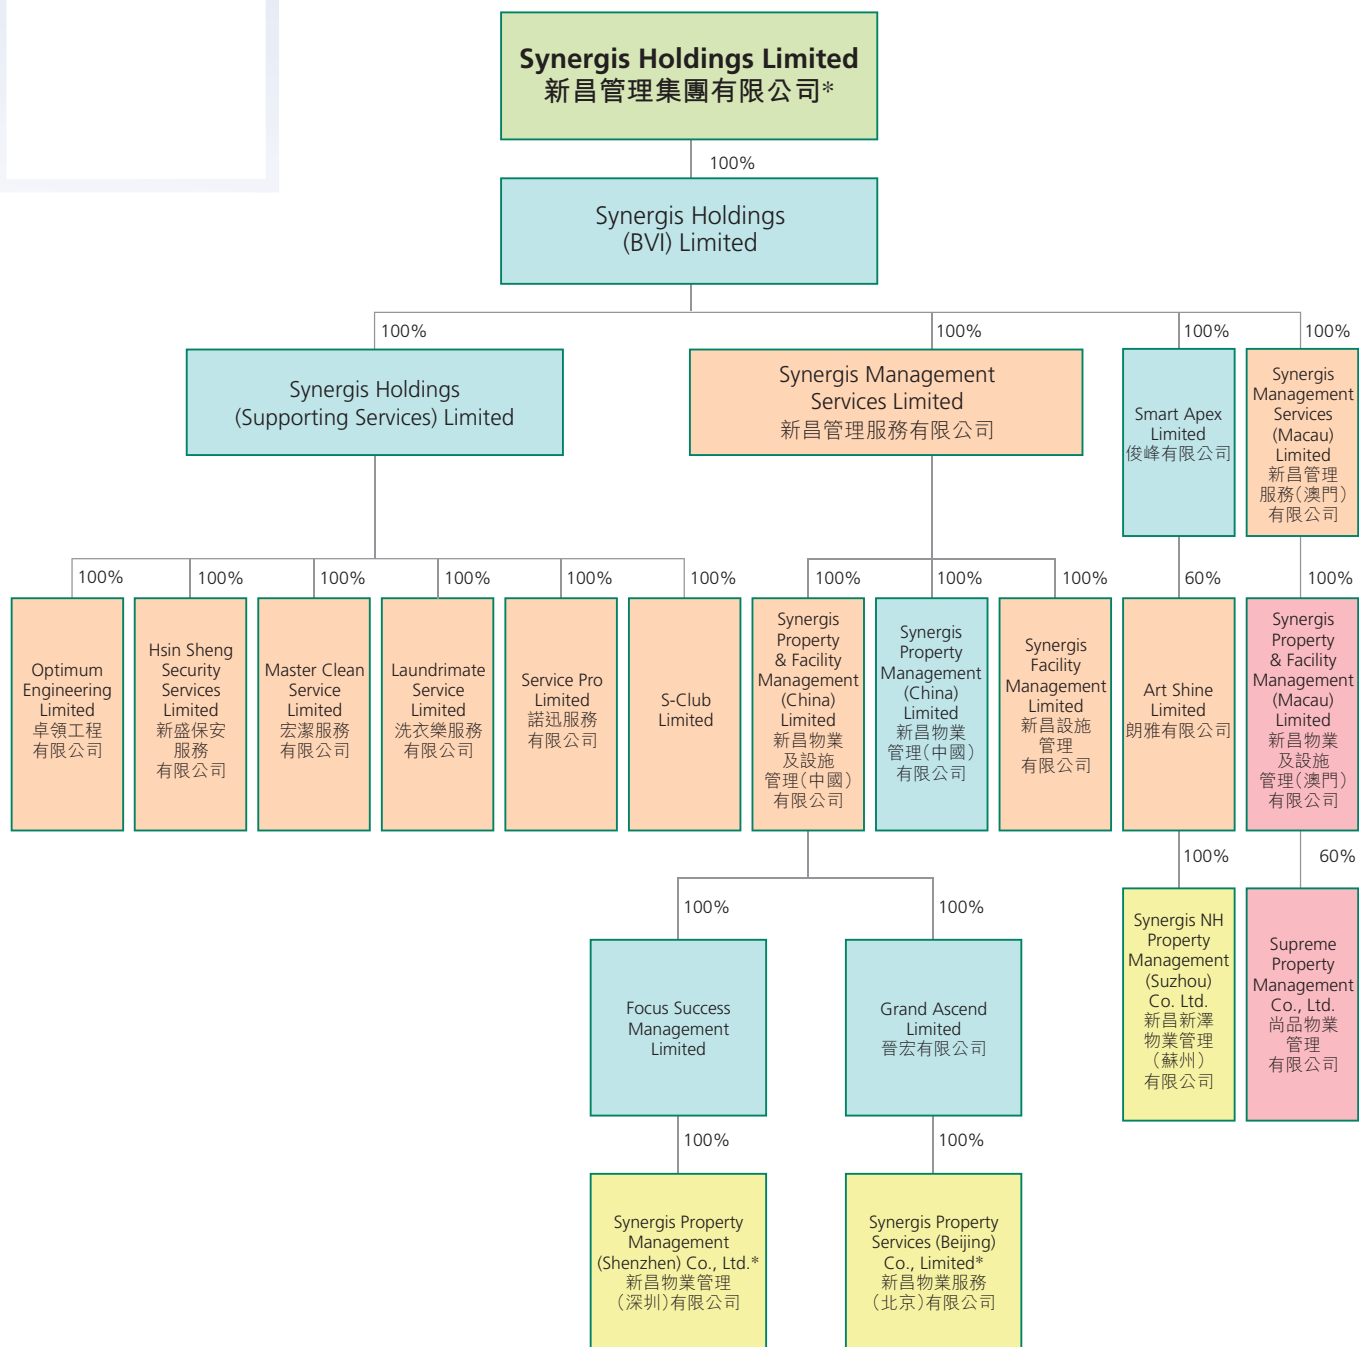 Synergis Holdings Limited
新昌管理集團有限公司*
100%
Synergis Holdings
(BVI) Limited
100%
100%
100%
100%
Synergis Holdings
(Supporting Services) Limited
Synergis Management
Services Limited
新昌管理服務有限公司
Smart Apex
Limited
俊峰有限公司
Synergis
Management
Services
(Macau)
Limited
新昌管理
服務(澳門)
有限公司
100%
100%
100%
100%
100%
100%
100%
100%
100%
60%
100%
Optimum
Engineering
Limited
卓領工程
有限公司
Hsin Sheng
Security
Services
Limited
新盛保安
服務
有限公司
Master Clean
Service
Limited
宏潔服務
有限公司
Laundrimate
Service
Limited
洗衣樂服務
有限公司
Service Pro
Limited
諾迅服務
有限公司
S-Club
Limited
Synergis
Property
& Facility
Management
(China)
Limited
新昌物業
及設施
管理(中國)
有限公司
Synergis
Property
Management
(China)
Limited
新昌物業
管理(中國)
有限公司
Synergis
Facility
Management
Limited
新昌設施
管理
有限公司
Art Shine
Limited
朗雅有限公司
Synergis
Property
& Facility
Management
(Macau)
Limited
新昌物業
及設施
管理(澳門)
有限公司
100%
60%
100%
100%
Focus Success
Management
Limited
Grand Ascend
Limited
晉宏有限公司
Synergis NH
Property
Management
(Suzhou)
Co. Ltd.
新昌新澤
物業管理
(蘇州)
有限公司
Supreme
Property
Management
Co., Ltd.
尚品物業
管理
有限公司
100%
100%
Synergis Property
Management
(Shenzhen) Co., Ltd.*
新昌物業管理
(深圳)有限公司
Synergis Property
Services (Beijing)
Co., Limited*
新昌物業服務
(北京)有限公司